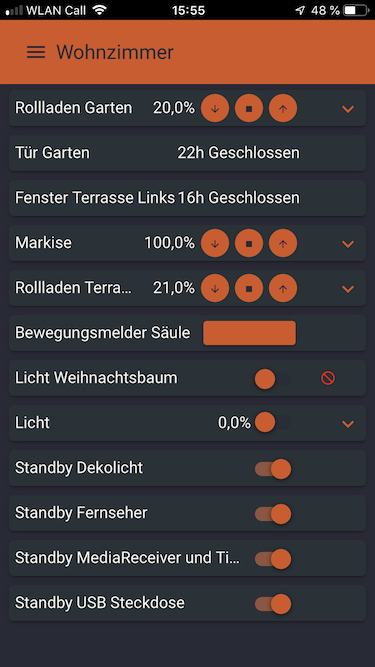 WLAN Call 15:55 48 %
Wohnzimmer
Rollladen Garten 20,0%
Tür Garten 22h Geschlossen
Fenster Terrasse Links 16h Geschlossen
Markise 100,0%
Rollladen Terra... 21,0%
Bewegungsmelder Säule
Licht Weihnachtsbaum
Licht 0,0%
Standby Dekolicht
Standby Fernseher
Standby MediaReceiver und Ti...
Standby USB Steckdose